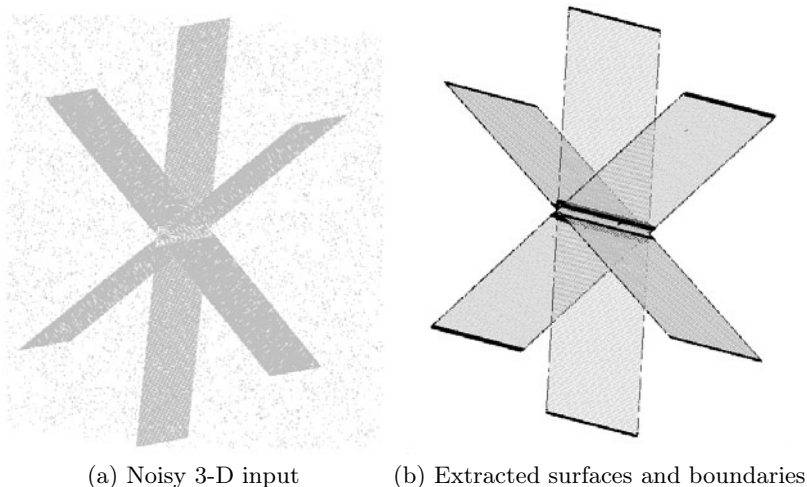 (a) Noisy 3-D input
(b) Extracted surfaces and boundaries